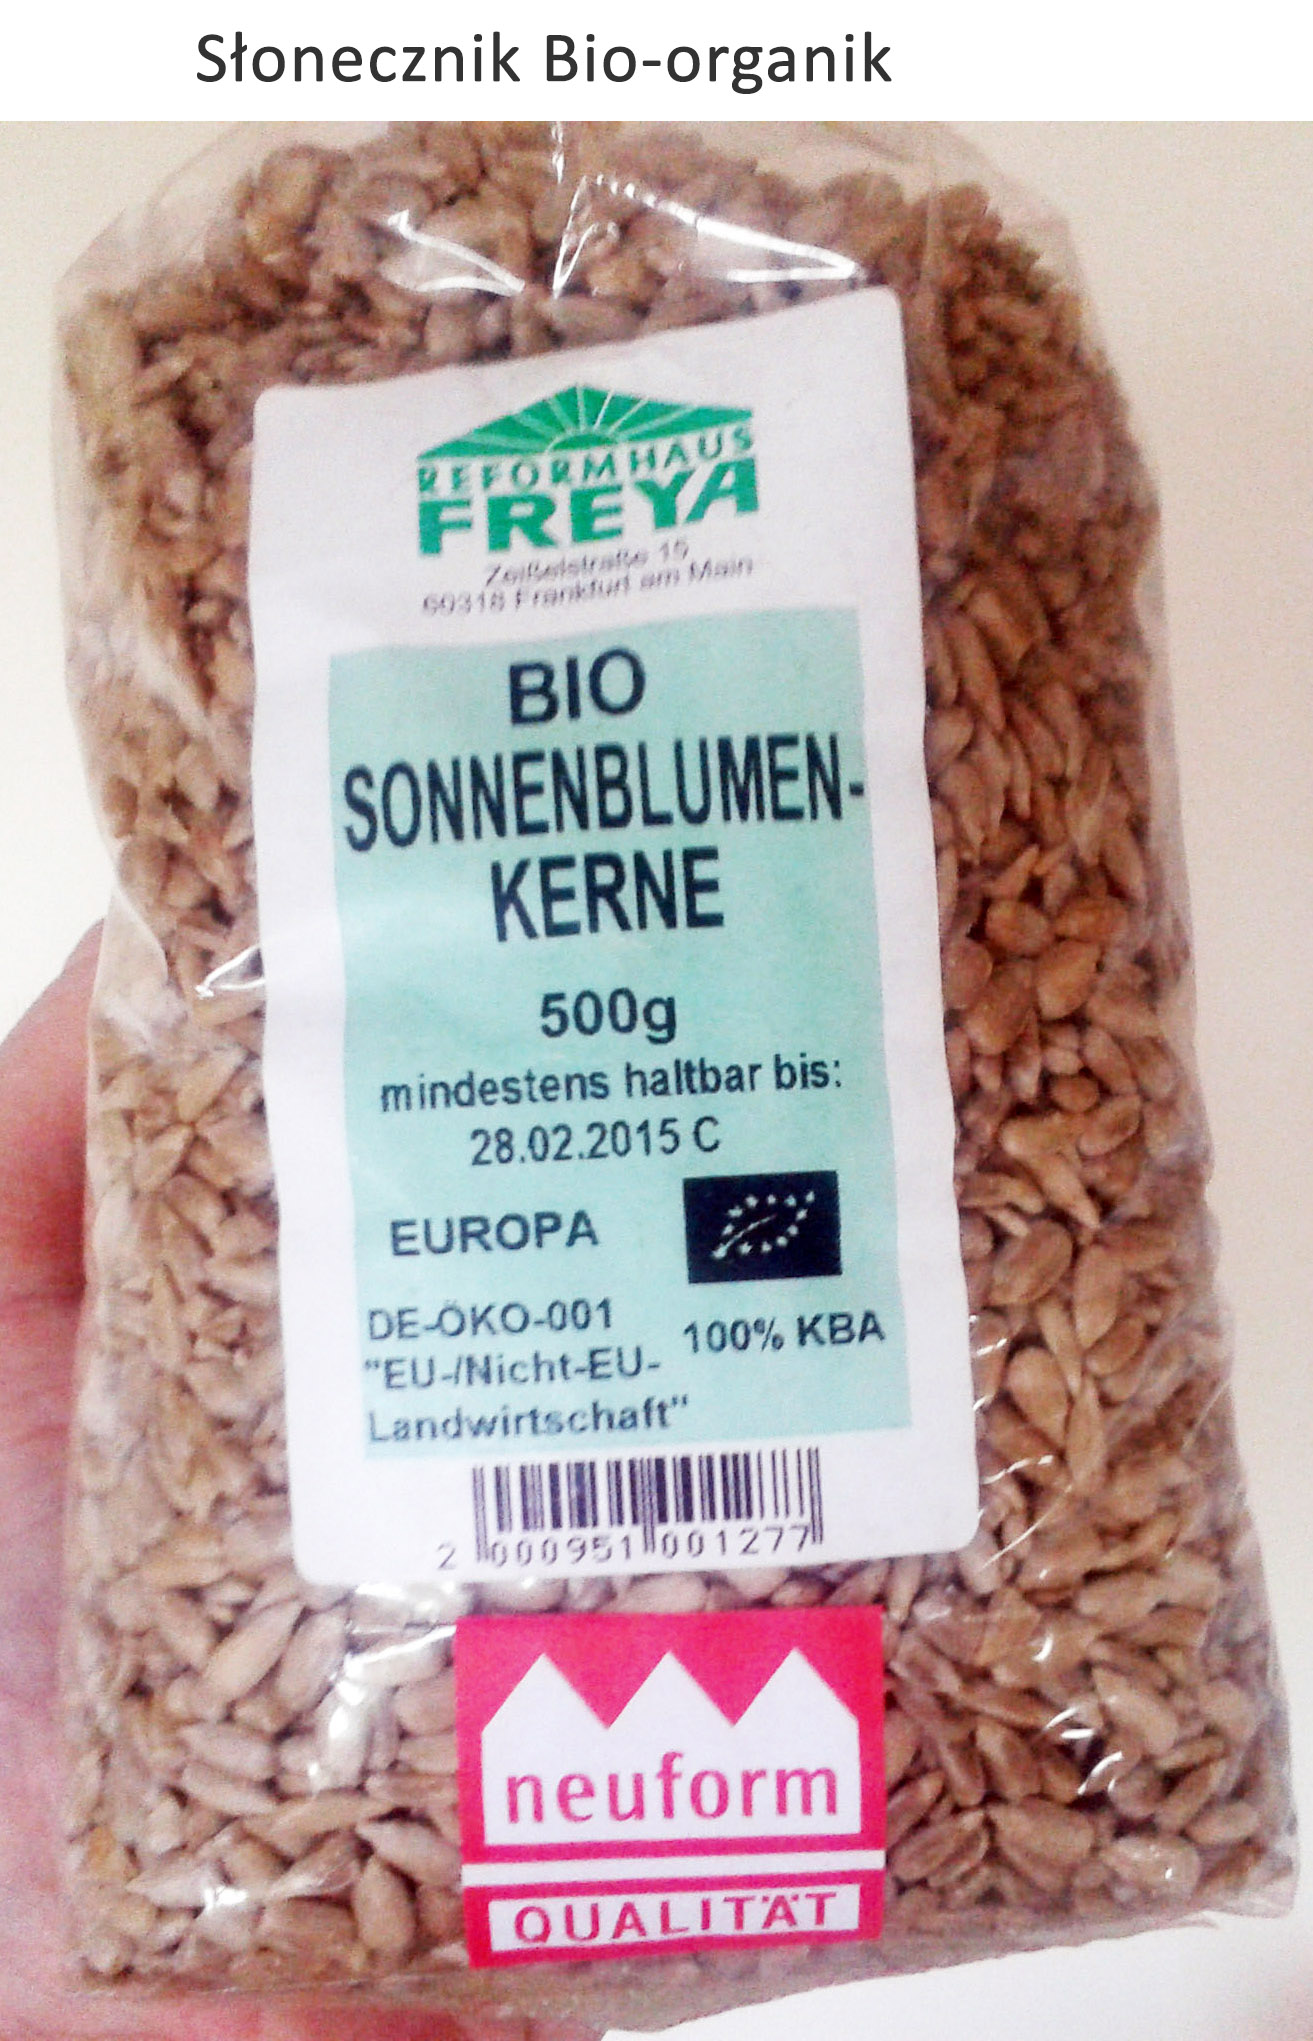 Słonecznik Bio-organik
REFORMHAUS
FREYA
Zeißelstraße 15
60318 Frankfurt am Main
BIO
SONNENBLUMEN-
KERNE
500g
mindestens haltbar bis:
28.02.2015 C
EUROPA
DE-ÖKO-001
100% KBA
"EU-/Nicht-EU-
Landwirtschaft"
2 000951 001277
neuform
QUALITÄT